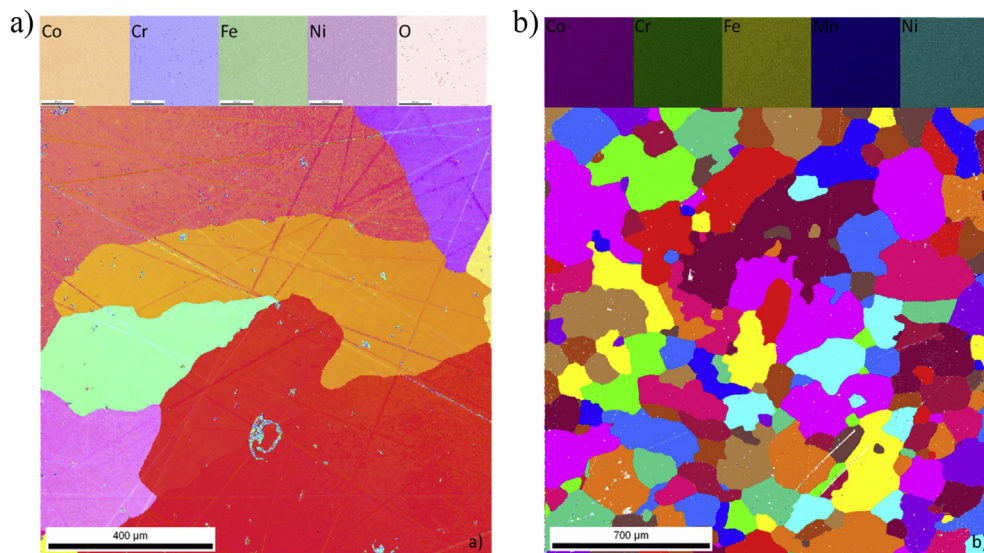 a)
Co Cr Fe Ni O
400 µm
a)
b)
Co Cr Fe Mn Ni
700 µm
b